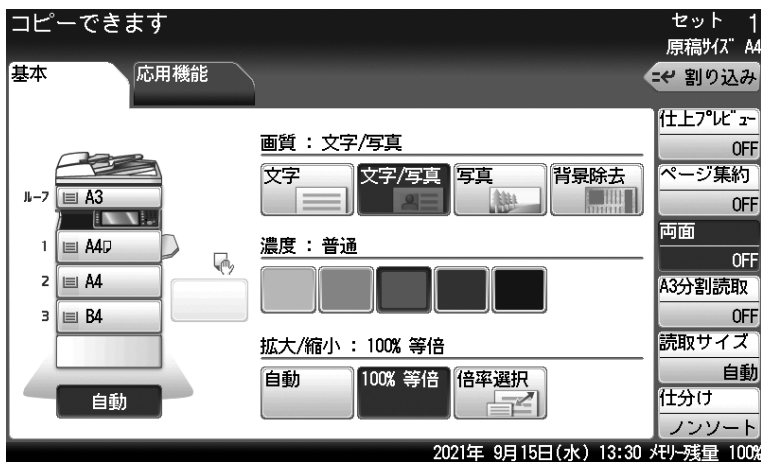 コピーできます
セット 1
原稿サイズ A4
基本
応用機能
割り込み
画質 : 文字/写真
文字
文字/写真
写真
背景除去
ループ
A3
1
A4
2
A4
3
B4
自動
濃度 : 普通
拡大/縮小 : 100% 等倍
自動
100% 等倍
倍率選択
仕上プレビュー
OFF
ページ集約
OFF
両面
OFF
A3分割読取
OFF
読取サイズ
自動
仕分け
ノンソート
2021年 9月15日(水) 13:30 メモリー残量 100%